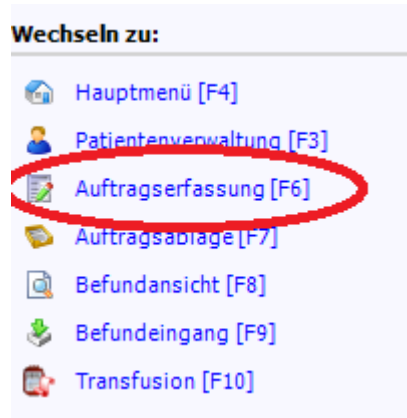 Wechseln zu:
Hauptmenü [F4]
Patientenverwaltung [F3]
Auftragserfassung [F6]
Auftragsablage [F7]
Befundansicht [F8]
Befundeingang [F9]
Transfusion [F10]